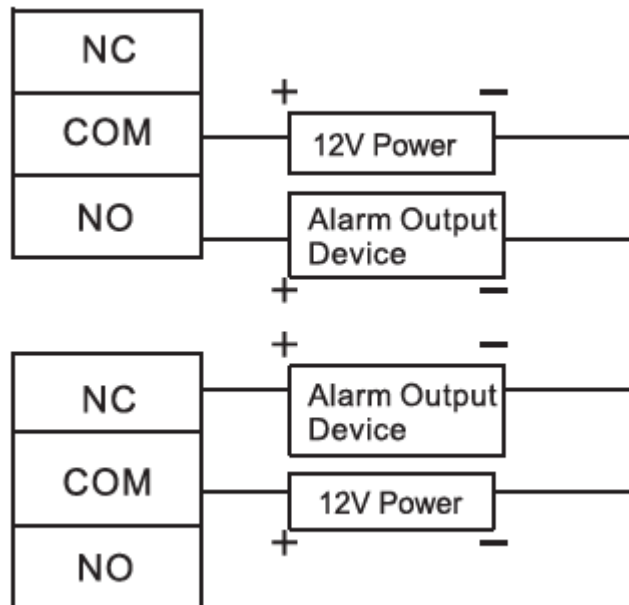 NC
COM
NO
+ −
12V Power
Alarm Output
Device
+ −
+ −
NC
Alarm Output
Device
COM
12V Power
+ −
NO